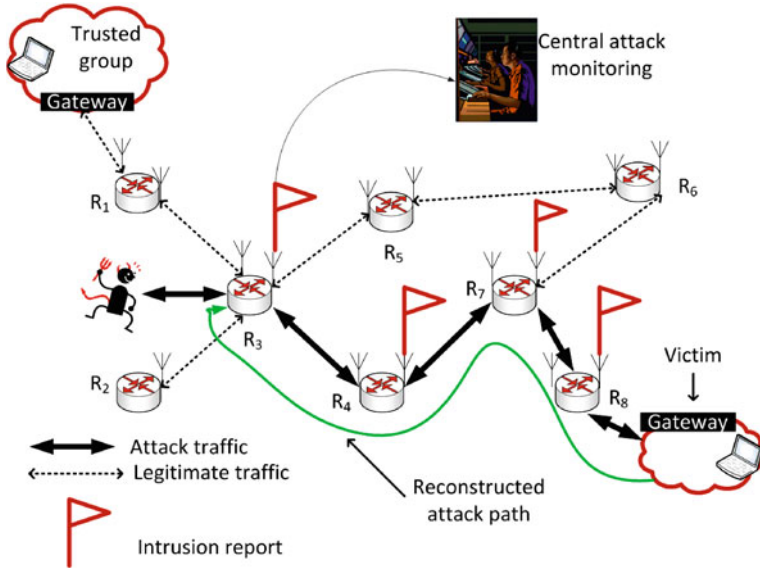 Trusted
group
Gateway
Central attack
monitoring
R1
R5
R6
R3
R7
R2
R4
R8
Victim
Gateway
Attack traffic
Legitimate traffic
Reconstructed
attack path
Intrusion report